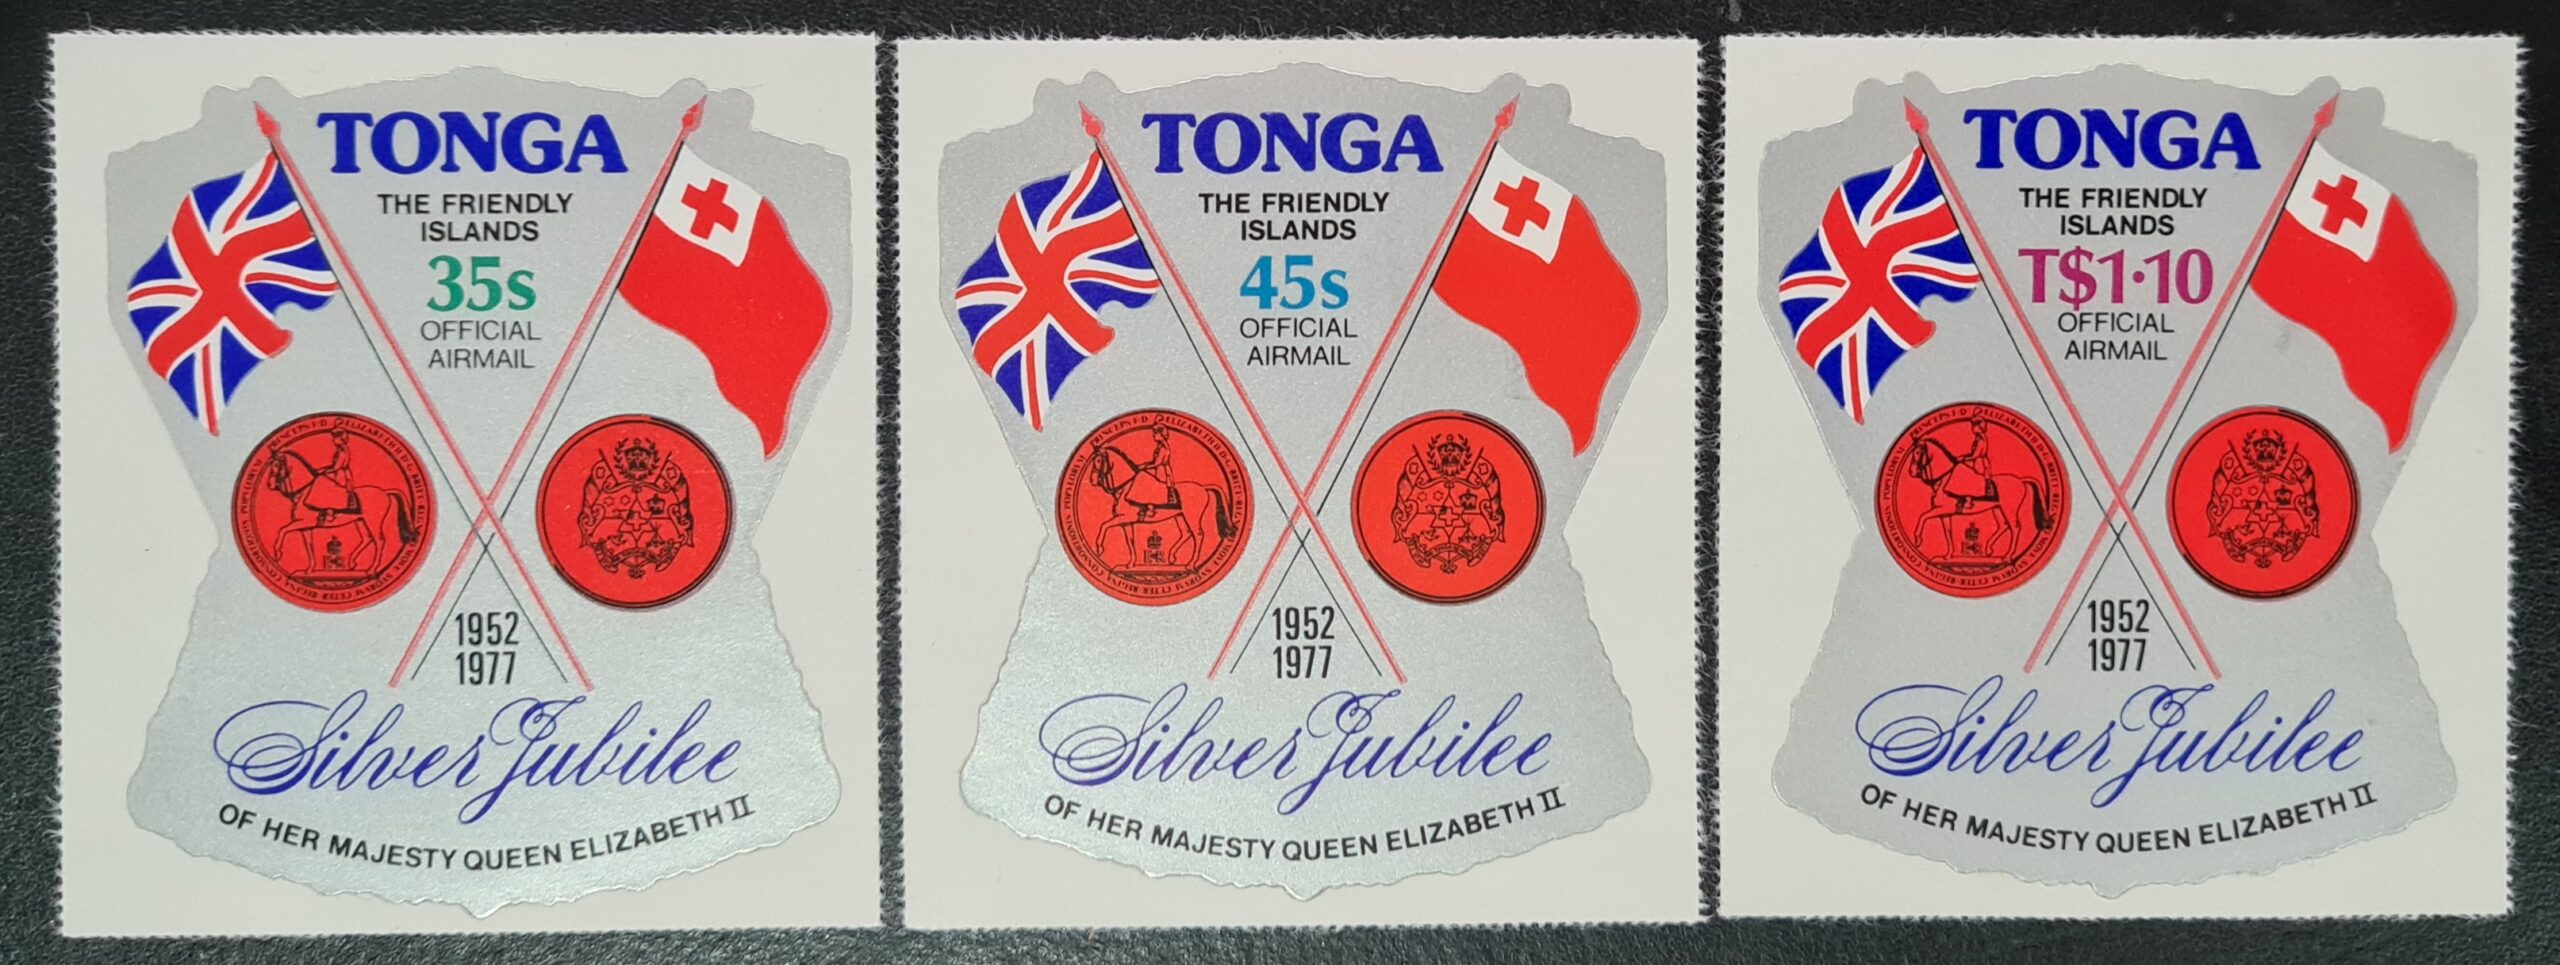 TONGA
THE FRIENDLY
ISLANDS
35s
OFFICIAL
AIRMAIL
1952
1977
Silver Jubilee
OF HER MAJESTY QUEEN ELIZABETH II
TONGA
THE FRIENDLY
ISLANDS
45s
OFFICIAL
AIRMAIL
1952
1977
Silver Jubilee
OF HER MAJESTY QUEEN ELIZABETH II
TONGA
THE FRIENDLY
ISLANDS
T$1·10
OFFICIAL
AIRMAIL
1952
1977
Silver Jubilee
OF HER MAJESTY QUEEN ELIZABETH II